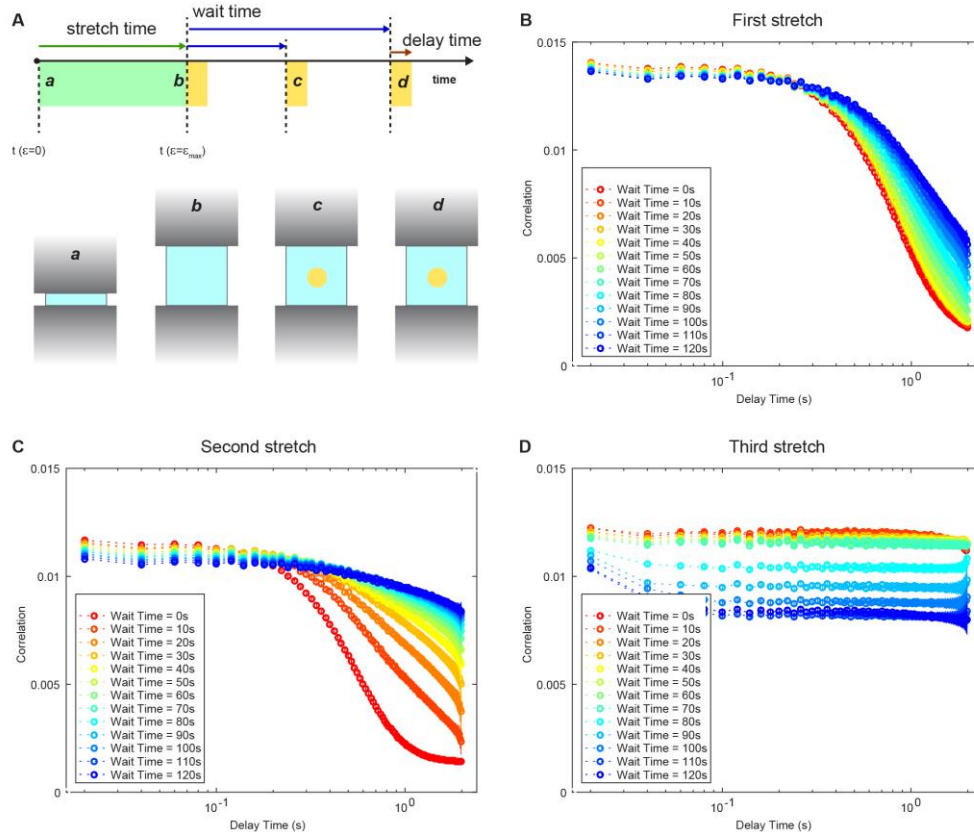 A
stretch time
wait time
delay time
a
b
c
d
time
t (ε=0)
t (ε=εmax)
a
b
c
d
B
First stretch
0.015
0.01
0.005
0
Correlation
Wait Time = 0s
Wait Time = 10s
Wait Time = 20s
Wait Time = 30s
Wait Time = 40s
Wait Time = 50s
Wait Time = 60s
Wait Time = 70s
Wait Time = 80s
Wait Time = 90s
Wait Time = 100s
Wait Time = 110s
Wait Time = 120s
10⁻¹
10⁰
Delay Time (s)
C
Second stretch
0.015
0.01
0.005
0
Correlation
Wait Time = 0s
Wait Time = 10s
Wait Time = 20s
Wait Time = 30s
Wait Time = 40s
Wait Time = 50s
Wait Time = 60s
Wait Time = 70s
Wait Time = 80s
Wait Time = 90s
Wait Time = 100s
Wait Time = 110s
Wait Time = 120s
10⁻¹
10⁰
Delay Time (s)
D
Third stretch
0.015
0.01
0.005
0
Correlation
Wait Time = 0s
Wait Time = 10s
Wait Time = 20s
Wait Time = 30s
Wait Time = 40s
Wait Time = 50s
Wait Time = 60s
Wait Time = 70s
Wait Time = 80s
Wait Time = 90s
Wait Time = 100s
Wait Time = 110s
Wait Time = 120s
10⁻¹
10⁰
Delay Time (s)